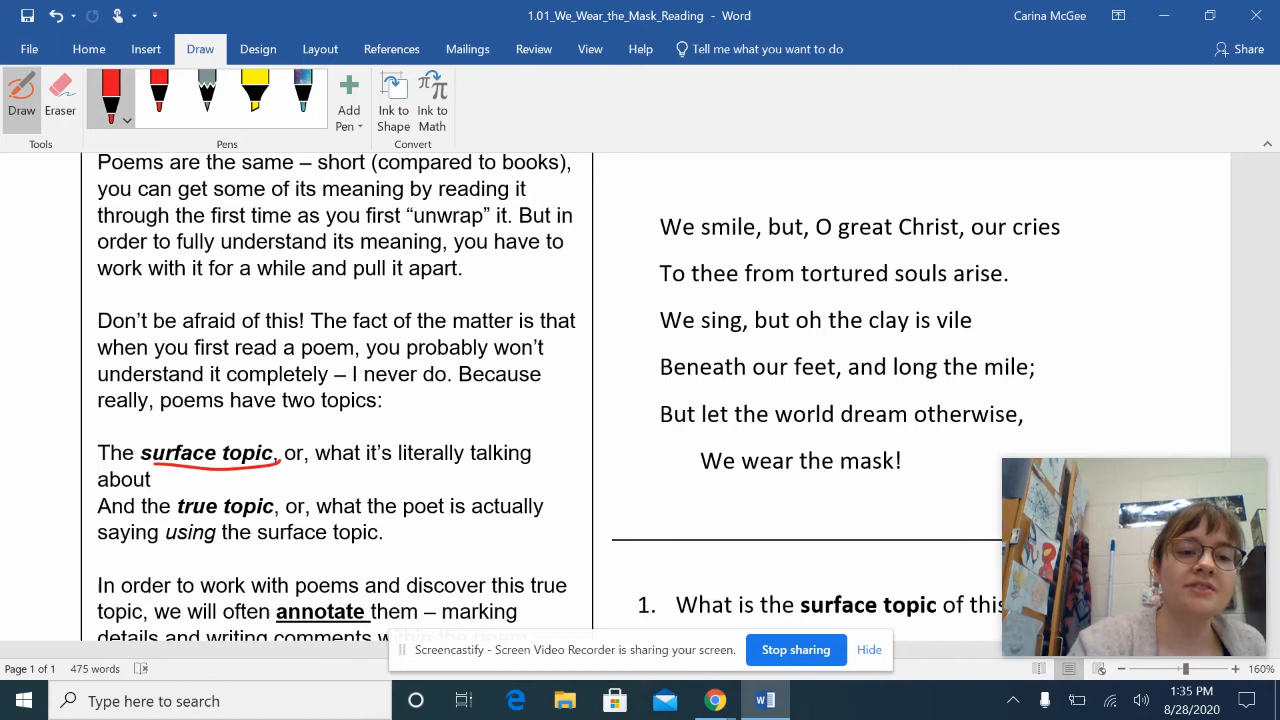 1.01_We_Wear_the_Mask_Reading - Word
Carina McGee
File Home Insert Draw Design Layout References Mailings Review View Help Tell me what you want to do Share
Draw
Eraser
Add Pen
Ink to Shape
Ink to Math
Tools
Pens
Convert
Poems are the same – short (compared to books),
you can get some of its meaning by reading it
through the first time as you first “unwrap” it. But in
order to fully understand its meaning, you have to
work with it for a while and pull it apart.
Don’t be afraid of this! The fact of the matter is that
when you first read a poem, you probably won’t
understand it completely – I never do. Because
really, poems have two topics:
The surface topic, or, what it’s literally talking
about
And the true topic, or, what the poet is actually
saying using the surface topic.
In order to work with poems and discover this true
topic, we will often annotate them – marking
details and writing comments within the poem
We smile, but, O great Christ, our cries
To thee from tortured souls arise.
We sing, but oh the clay is vile
Beneath our feet, and long the mile;
But let the world dream otherwise,
We wear the mask!
1. What is the surface topic of this
Screencastify - Screen Video Recorder is sharing your screen.
Stop sharing
Hide
Page 1 of 1 475 words
160%
Type here to search
1:35 PM
8/28/2020